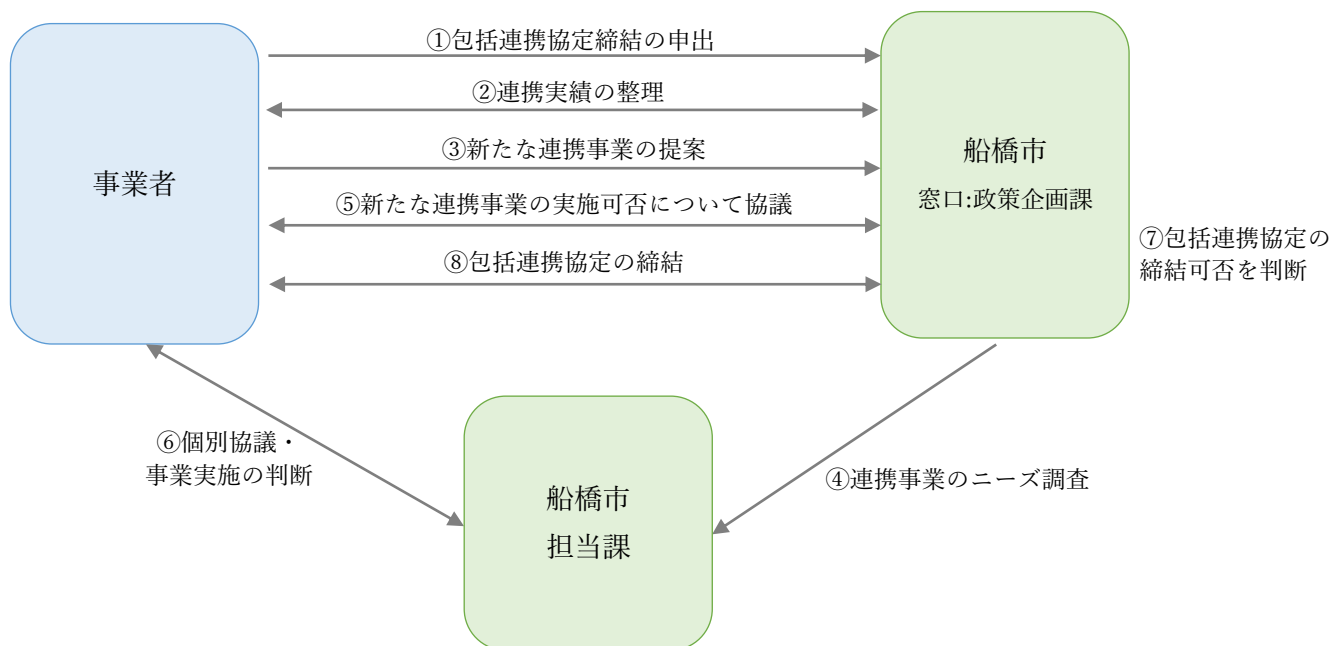 ①包括連携協定締結の申出
②連携実績の整理
③新たな連携事業の提案
⑤新たな連携事業の実施可否について協議
⑧包括連携協定の締結
事業者
船橋市
窓口:政策企画課
⑦包括連携協定の
締結可否を判断
⑥個別協議・
事業実施の判断
船橋市
担当課
④連携事業のニーズ調査